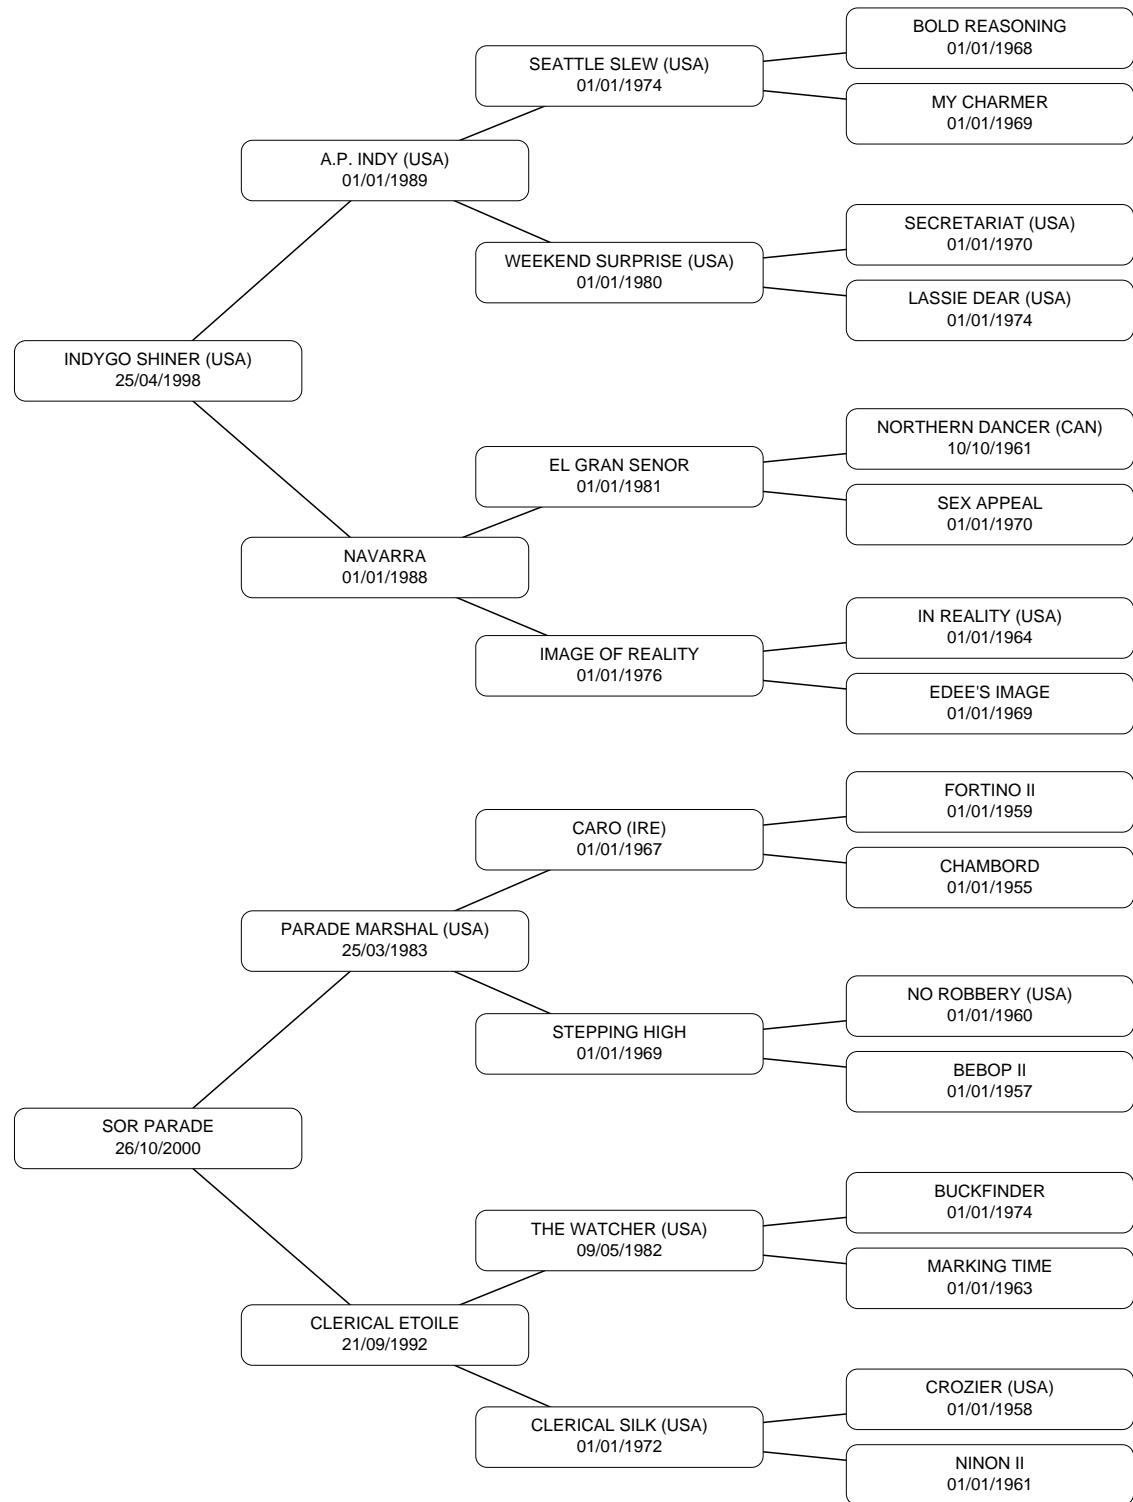 BOLD REASONING
01/01/1968
SEATTLE SLEW (USA)
01/01/1974
MY CHARMER
01/01/1969
A.P. INDY (USA)
01/01/1989
SECRETARIAT (USA)
01/01/1970
WEEKEND SURPRISE (USA)
01/01/1980
LASSIE DEAR (USA)
01/01/1974
INDYGO SHINER (USA)
25/04/1998
NORTHERN DANCER (CAN)
10/10/1961
EL GRAN SENOR
01/01/1981
SEX APPEAL
01/01/1970
NAVARRA
01/01/1988
IN REALITY (USA)
01/01/1964
IMAGE OF REALITY
01/01/1976
EDEE'S IMAGE
01/01/1969
FORTINO II
01/01/1959
CARO (IRE)
01/01/1967
CHAMBORD
01/01/1955
PARADE MARSHAL (USA)
25/03/1983
NO ROBBERY (USA)
01/01/1960
STEPPING HIGH
01/01/1969
BEBOP II
01/01/1957
SOR PARADE
26/10/2000
BUCKFINDER
01/01/1974
THE WATCHER (USA)
09/05/1982
MARKING TIME
01/01/1963
CLERICAL ETOILE
21/09/1992
CROZIER (USA)
01/01/1958
CLERICAL SILK (USA)
01/01/1972
NINON II
01/01/1961